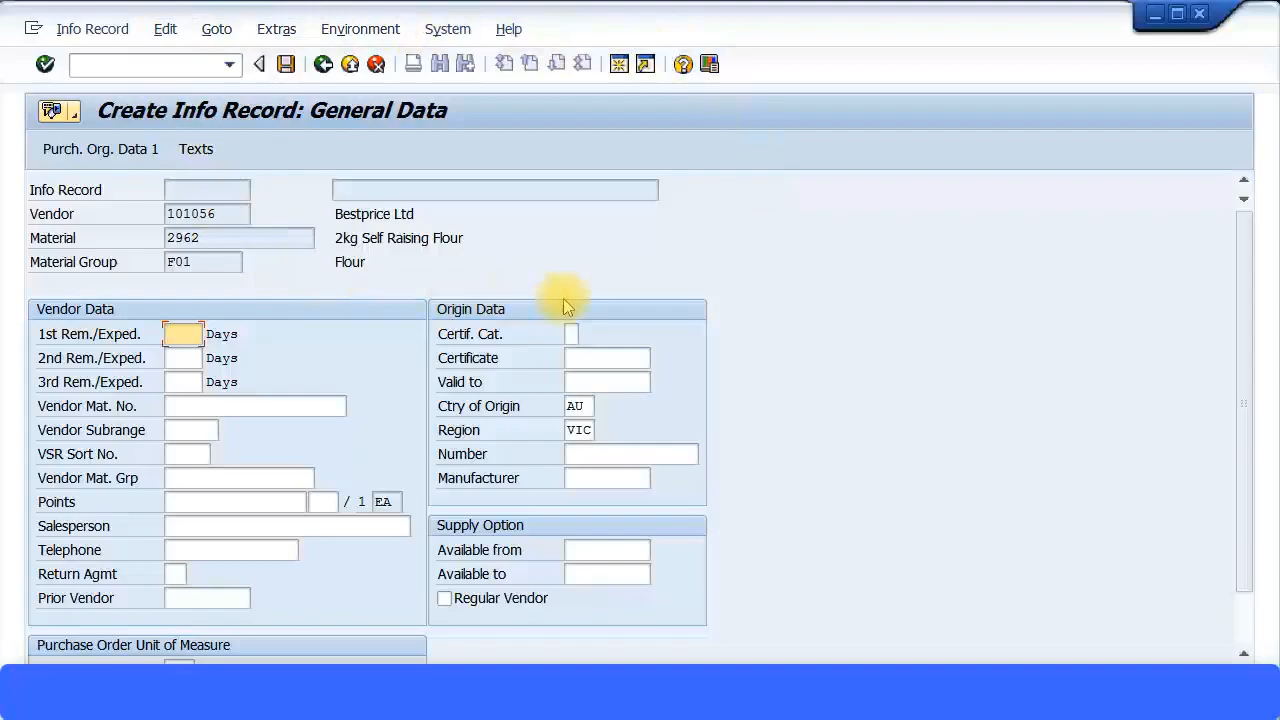 Info Record Edit Goto Extras Environment System Help
Create Info Record: General Data
Purch. Org. Data 1 Texts
Info Record
Vendor 101056 Bestprice Ltd
Material 2962 2kg Self Raising Flour
Material Group F01 Flour
Vendor Data
1st Rem./Exped. Days
2nd Rem./Exped. Days
3rd Rem./Exped. Days
Vendor Mat. No.
Vendor Subrange
VSR Sort No.
Vendor Mat. Grp
Points / 1 EA
Salesperson
Telephone
Return Agmt
Prior Vendor
Origin Data
Certif. Cat.
Certificate
Valid to
Ctry of Origin AU
Region VIC
Number
Manufacturer
Supply Option
Available from
Available to
Regular Vendor
Purchase Order Unit of Measure